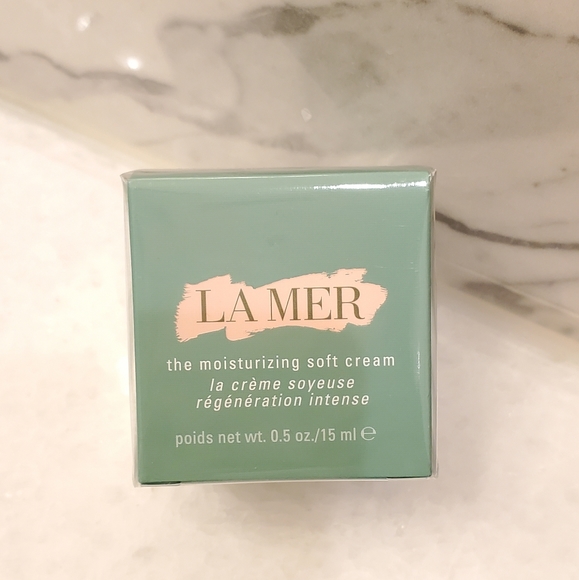 LA MER
the moisturizing soft cream
la crème soyeuse
régénération intense
poids net wt. 0.5 oz./15 ml ℮